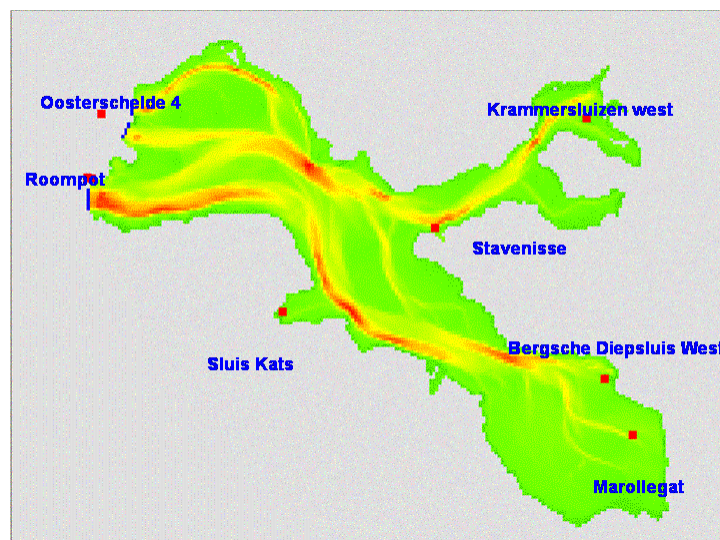 Oosterschelde 4
Krammersluizen west
Roompot
Stavenisse
Bergsche Diepsluis West
Sluis Kats
Marollegat